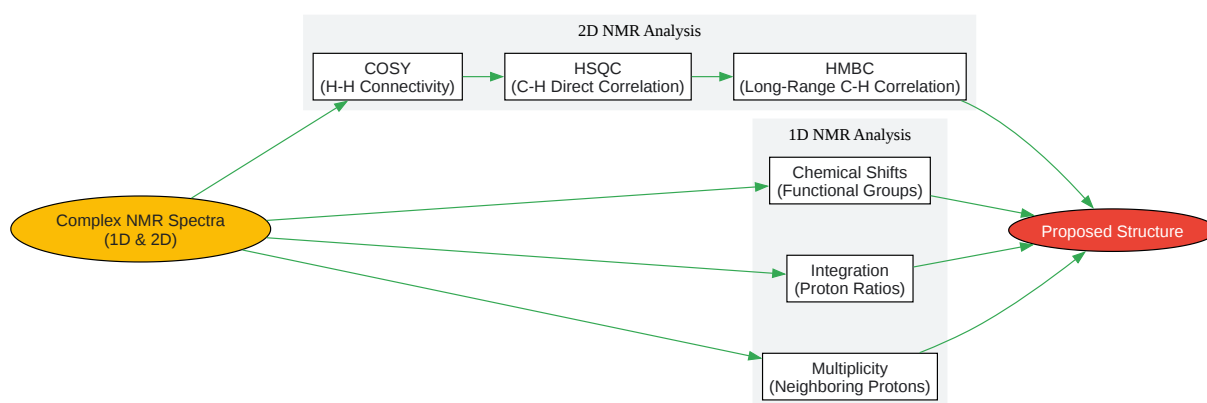 2D NMR Analysis
COSY
(H-H Connectivity)
HSQC
(C-H Direct Correlation)
HMBC
(Long-Range C-H Correlation)
1D NMR Analysis
Chemical Shifts
(Functional Groups)
Complex NMR Spectra
(1D & 2D)
Proposed Structure
Integration
(Proton Ratios)
Multiplicity
(Neighboring Protons)